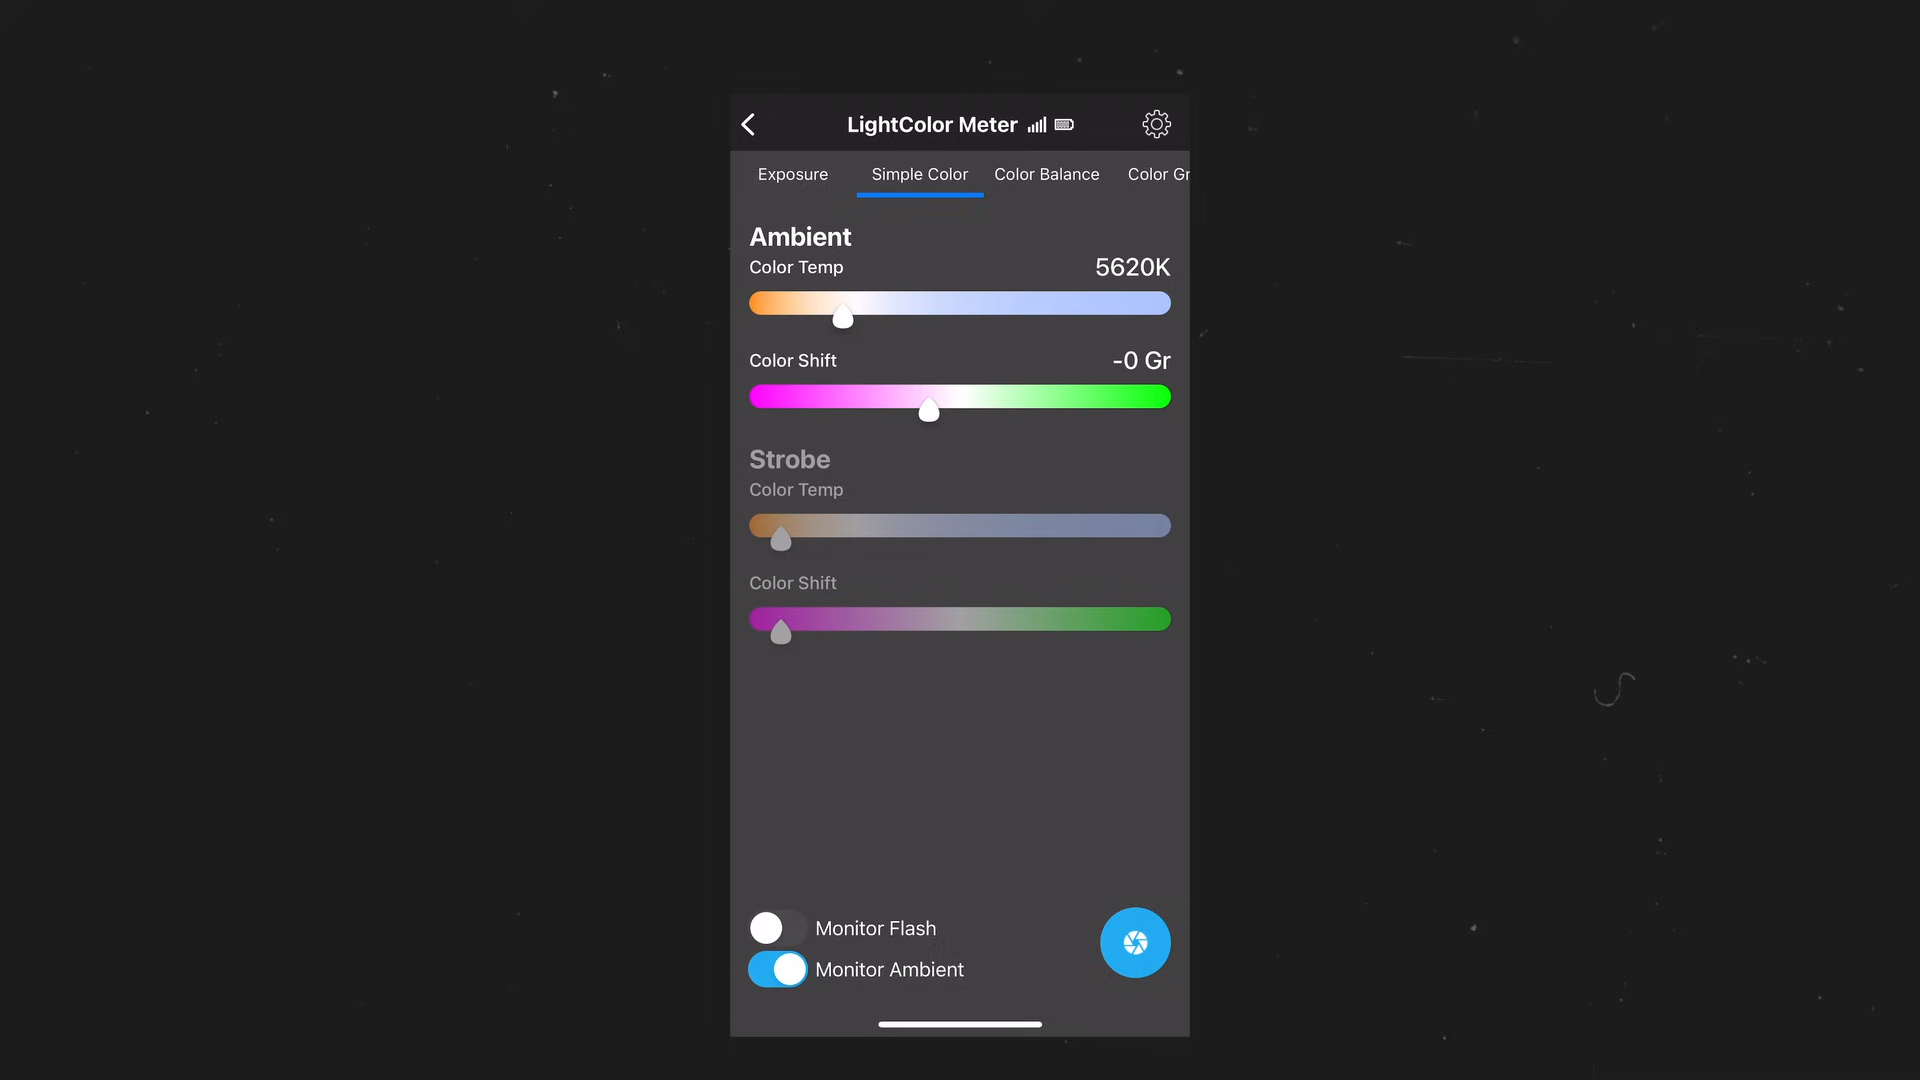 LightColor Meter
Exposure Simple Color Color Balance Color Gr
Ambient
Color Temp 5620K
Color Shift -0 Gr
Strobe
Color Temp
Color Shift
Monitor Flash
Monitor Ambient